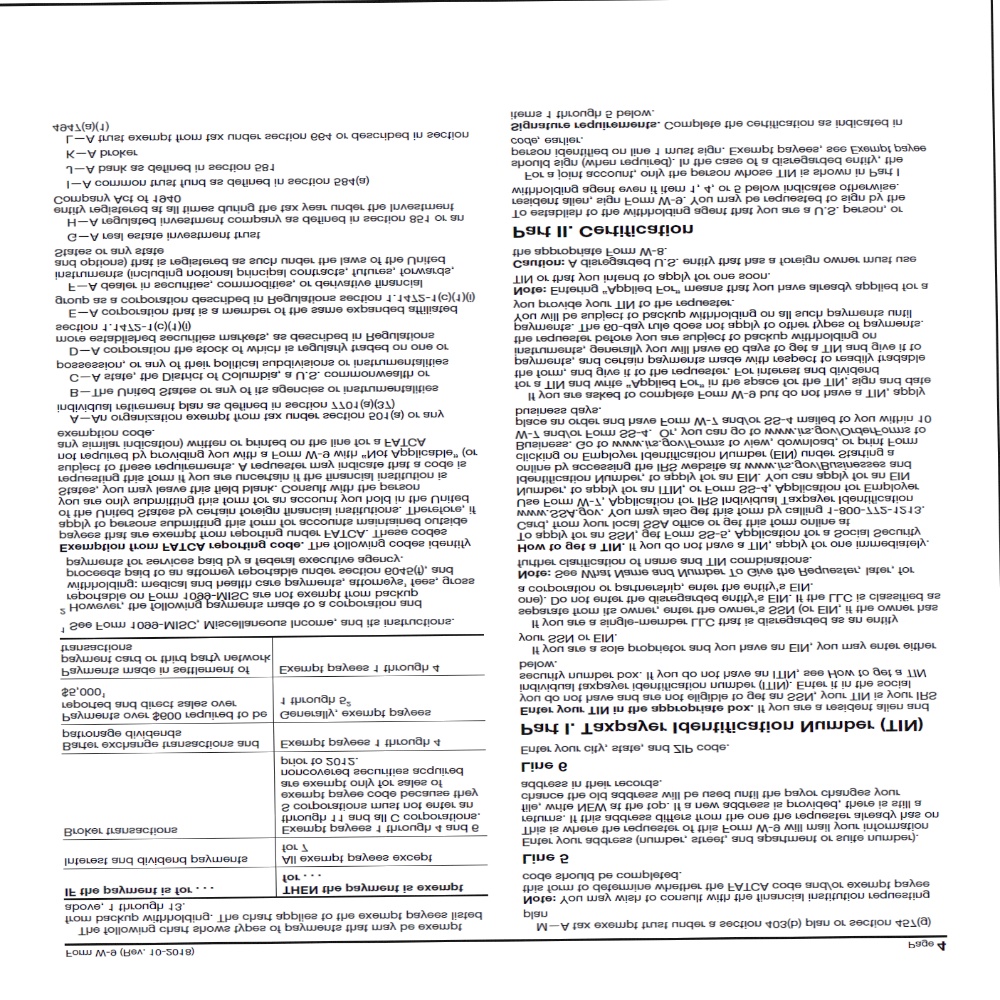 Form W-9 (Rev. 10-2018)
Page 4
The following chart shows types of payments that may be exempt
from backup withholding. The chart applies to the exempt payees listed
above, 1 through 13.
IF the payment is for . . .
THEN the payment is exempt
for . . .
Interest and dividend payments
All exempt payees except
for 7
Broker transactions
Exempt payees 1 through 4 and 6
through 11 and all C corporations.
S corporations must not enter an
exempt payee code because they
are exempt only for sales of
noncovered securities acquired
prior to 2012.
Barter exchange transactions and
patronage dividends
Exempt payees 1 through 4
Payments over $600 required to be
reported and direct sales over
$5,000¹
Generally, exempt payees
1 through 5²
Payments made in settlement of
payment card or third party network
transactions
Exempt payees 1 through 4
¹ See Form 1099-MISC, Miscellaneous Income, and its instructions.
² However, the following payments made to a corporation and
reportable on Form 1099-MISC are not exempt from backup
withholding: medical and health care payments, attorneys' fees, gross
proceeds paid to an attorney reportable under section 6045(f), and
payments for services paid by a federal executive agency.
Exemption from FATCA reporting code. The following codes identify
payees that are exempt from reporting under FATCA. These codes
apply to persons submitting this form for accounts maintained outside
of the United States by certain foreign financial institutions. Therefore, if
you are only submitting this form for an account you hold in the United
States, you may leave this field blank. Consult with the person
requesting this form if you are uncertain if the financial institution is
subject to these requirements. A requester may indicate that a code is
not required by providing you with a Form W-9 with "Not Applicable" (or
any similar indication) written or printed on the line for a FATCA
exemption code.
A—An organization exempt from tax under section 501(a) or any
individual retirement plan as defined in section 7701(a)(37)
B—The United States or any of its agencies or instrumentalities
C—A state, the District of Columbia, a U.S. commonwealth or
possession, or any of their political subdivisions or instrumentalities
D—A corporation the stock of which is regularly traded on one or
more established securities markets, as described in Regulations
section 1.1472-1(c)(1)(i)
E—A corporation that is a member of the same expanded affiliated
group as a corporation described in Regulations section 1.1472-1(c)(1)(i)
F—A dealer in securities, commodities, or derivative financial
instruments (including notional principal contracts, futures, forwards,
and options) that is registered as such under the laws of the United
States or any state
G—A real estate investment trust
H—A regulated investment company as defined in section 851 or an
entity registered at all times during the tax year under the Investment
Company Act of 1940
I—A common trust fund as defined in section 584(a)
J—A bank as defined in section 581
K—A broker
L—A trust exempt from tax under section 664 or described in section
4947(a)(1)
M—A tax exempt trust under a section 403(b) plan or section 457(g)
plan
Note: You may wish to consult with the financial institution requesting
this form to determine whether the FATCA code and/or exempt payee
code should be completed.
Line 5
Enter your address (number, street, and apartment or suite number).
This is where the requester of this Form W-9 will mail your information
returns. If this address differs from the one the requester already has on
file, write NEW at the top. If a new address is provided, there is still a
chance the old address will be used until the payor changes your
address in their records.
Line 6
Enter your city, state, and ZIP code.
Part I. Taxpayer Identification Number (TIN)
Enter your TIN in the appropriate box. If you are a resident alien and
you do not have and are not eligible to get an SSN, your TIN is your IRS
individual taxpayer identification number (ITIN). Enter it in the social
security number box. If you do not have an ITIN, see How to get a TIN
below.
If you are a sole proprietor and you have an EIN, you may enter either
your SSN or EIN.
If you are a single-member LLC that is disregarded as an entity
separate from its owner, enter the owner's SSN (or EIN, if the owner has
one). Do not enter the disregarded entity's EIN. If the LLC is classified as
a corporation or partnership, enter the entity's EIN.
Note: See What Name and Number To Give the Requester, later, for
further clarification of name and TIN combinations.
How to get a TIN. If you do not have a TIN, apply for one immediately.
To apply for an SSN, get Form SS-5, Application for a Social Security
Card, from your local SSA office or get this form online at
www.SSA.gov. You may also get this form by calling 1-800-772-1213.
Use Form W-7, Application for IRS Individual Taxpayer Identification
Number, to apply for an ITIN, or Form SS-4, Application for Employer
Identification Number, to apply for an EIN. You can apply for an EIN
online by accessing the IRS website at www.irs.gov/Businesses and
clicking on Employer Identification Number (EIN) under Starting a
Business. Go to www.irs.gov/Forms to view, download, or print Form
W-7 and/or Form SS-4. Or, you can go to www.irs.gov/OrderForms to
place an order and have Form W-7 and/or SS-4 mailed to you within 10
business days.
If you are asked to complete Form W-9 but do not have a TIN, apply
for a TIN and write "Applied For" in the space for the TIN, sign and date
the form, and give it to the requester. For interest and dividend
payments, and certain payments made with respect to readily tradable
instruments, generally you will have 60 days to get a TIN and give it to
the requester before you are subject to backup withholding on
payments. The 60-day rule does not apply to other types of payments.
You will be subject to backup withholding on all such payments until
you provide your TIN to the requester.
Note: Entering "Applied For" means that you have already applied for a
TIN or that you intend to apply for one soon.
Caution: A disregarded U.S. entity that has a foreign owner must use
the appropriate Form W-8.
Part II. Certification
To establish to the withholding agent that you are a U.S. person, or
resident alien, sign Form W-9. You may be requested to sign by the
withholding agent even if item 1, 4, or 5 below indicates otherwise.
For a joint account, only the person whose TIN is shown in Part I
should sign (when required). In the case of a disregarded entity, the
person identified on line 1 must sign. Exempt payees, see Exempt payee
code, earlier.
Signature requirements. Complete the certification as indicated in
items 1 through 5 below.